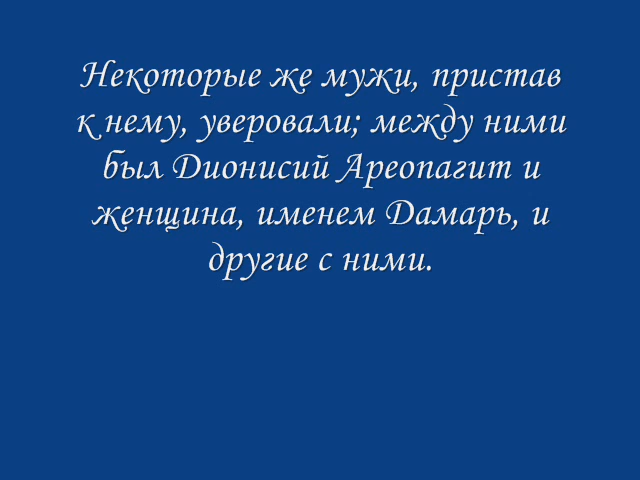 Некоторые же мужи, пристав
к нему, уверовали; между ними
был Дионисий Ареопагит и
женщина, именем Дамарь, и
другие с ними.